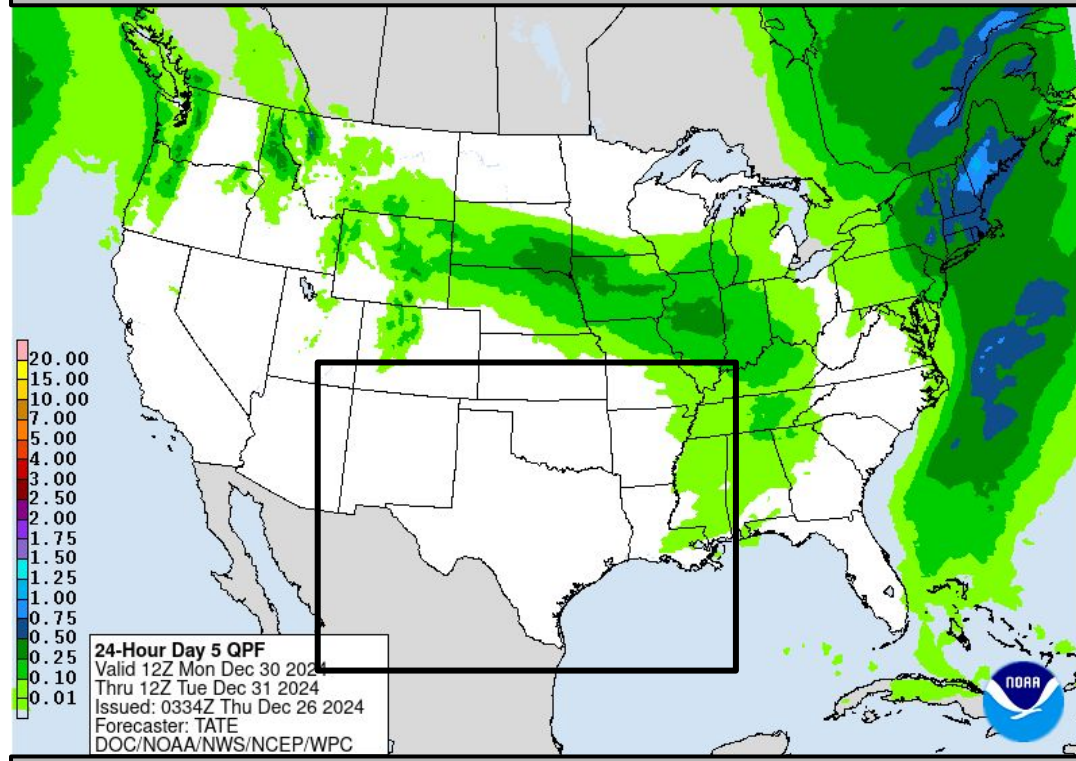 20.00
15.00
10.00
7.00
5.00
4.00
3.00
2.50
2.00
1.75
1.50
1.25
1.00
0.75
0.50
0.25
0.10
0.01
24-Hour Day 5 QPF
Valid 12Z Mon Dec 30 2024
Thru 12Z Tue Dec 31 2024
Issued: 0334Z Thu Dec 26 2024
Forecaster: TATE
DOC/NOAA/NWS/NCEP/WPC
NOAA